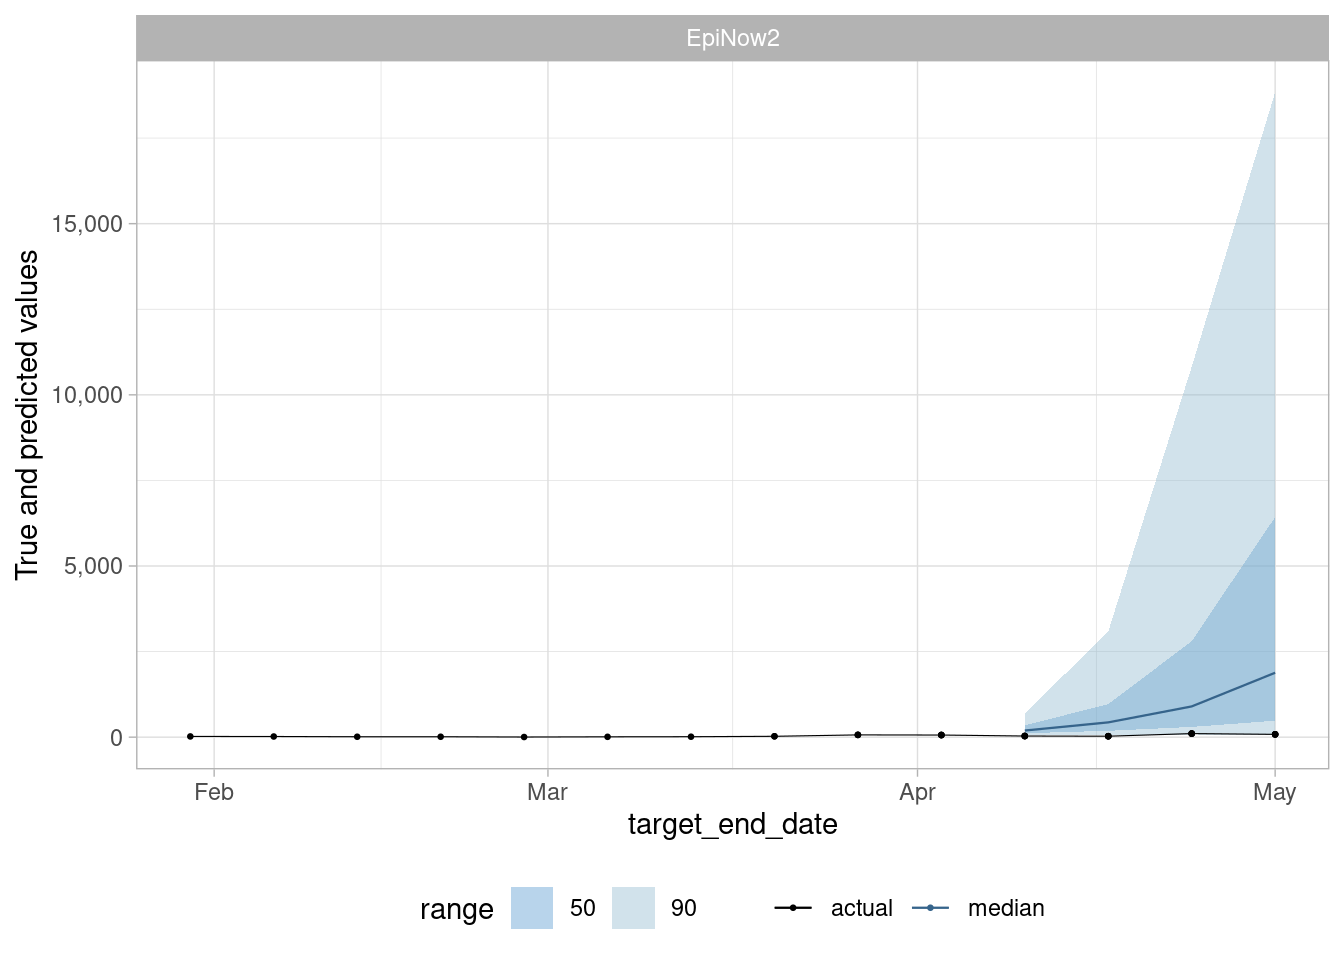 EpiNow2
True and predicted values
15,000
10,000
5,000
0
Feb Mar Apr May
target_end_date
range 50 90 actual median